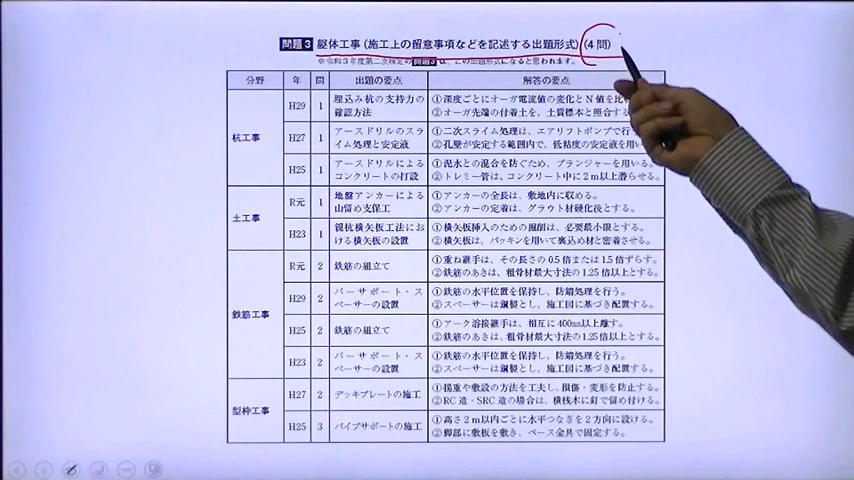 問題3 躯体工事（施工上の留意事項などを記述する出題形式）（4問）
※令和3年度第二次検定の問題3は、この出題形式になると思われます。
分野 年 問 出題の要点 解答の要点
杭工事
H29 1 埋込み杭の支持力の確認方法
①深度ごとにオーガ電流値の変化とN値を比
②オーガ先端の付着土を、土質標本と照合する
H27 1 アースドリルのスライム処理と安定液
①二次スライム処理は、エアリフトポンプで行
②孔壁が安定する範囲内で、低粘度の安定液を用い
H25 1 アースドリルによるコンクリートの打設
①泥水との混合を防ぐため、プランジャーを用いる。
②トレミー管は、コンクリート中に2m以上潜らせる。
土工事
R元 1 地盤アンカーによる山留め支保工
①アンカーの全長は、敷地内に収める。
②アンカーの定着は、グラウト材硬化後とする。
H23 1 親杭横矢板工法における横矢板の設置
①横矢板挿入のための掘削は、必要最小限とする。
②横矢板は、パッキンを用いて裏込め材と密着させる。
鉄筋工事
R元 2 鉄筋の組立て
①重ね継手は、その長さの0.5倍または1.5倍ずらす。
②鉄筋のあきは、粗骨材最大寸法の1.25倍以上とする。
H29 2 バーサポート・スペーサーの設置
①鉄筋の水平位置を保持し、防錆処理を行う。
②スペーサーは鋼製とし、施工図に基づき配置する。
H25 2 鉄筋の組立て
①アーク溶接継手は、相互に400mm以上離す。
②鉄筋のあきは、粗骨材最大寸法の1.25倍以上とする。
H23 2 バーサポート・スペーサーの設置
①鉄筋の水平位置を保持し、防錆処理を行う。
②スペーサーは鋼製とし、施工図に基づき配置する。
型枠工事
H27 2 デッキプレートの施工
①揚重や敷設の方法を工夫し、損傷・変形を防止する。
②RC造・SRC造の場合は、横桟木に釘で留め付ける。
H25 3 パイプサポートの施工
①高さ2m以内ごとに水平つなぎを2方向に設ける。
②脚部に敷板を敷き、ベース金具で固定する。